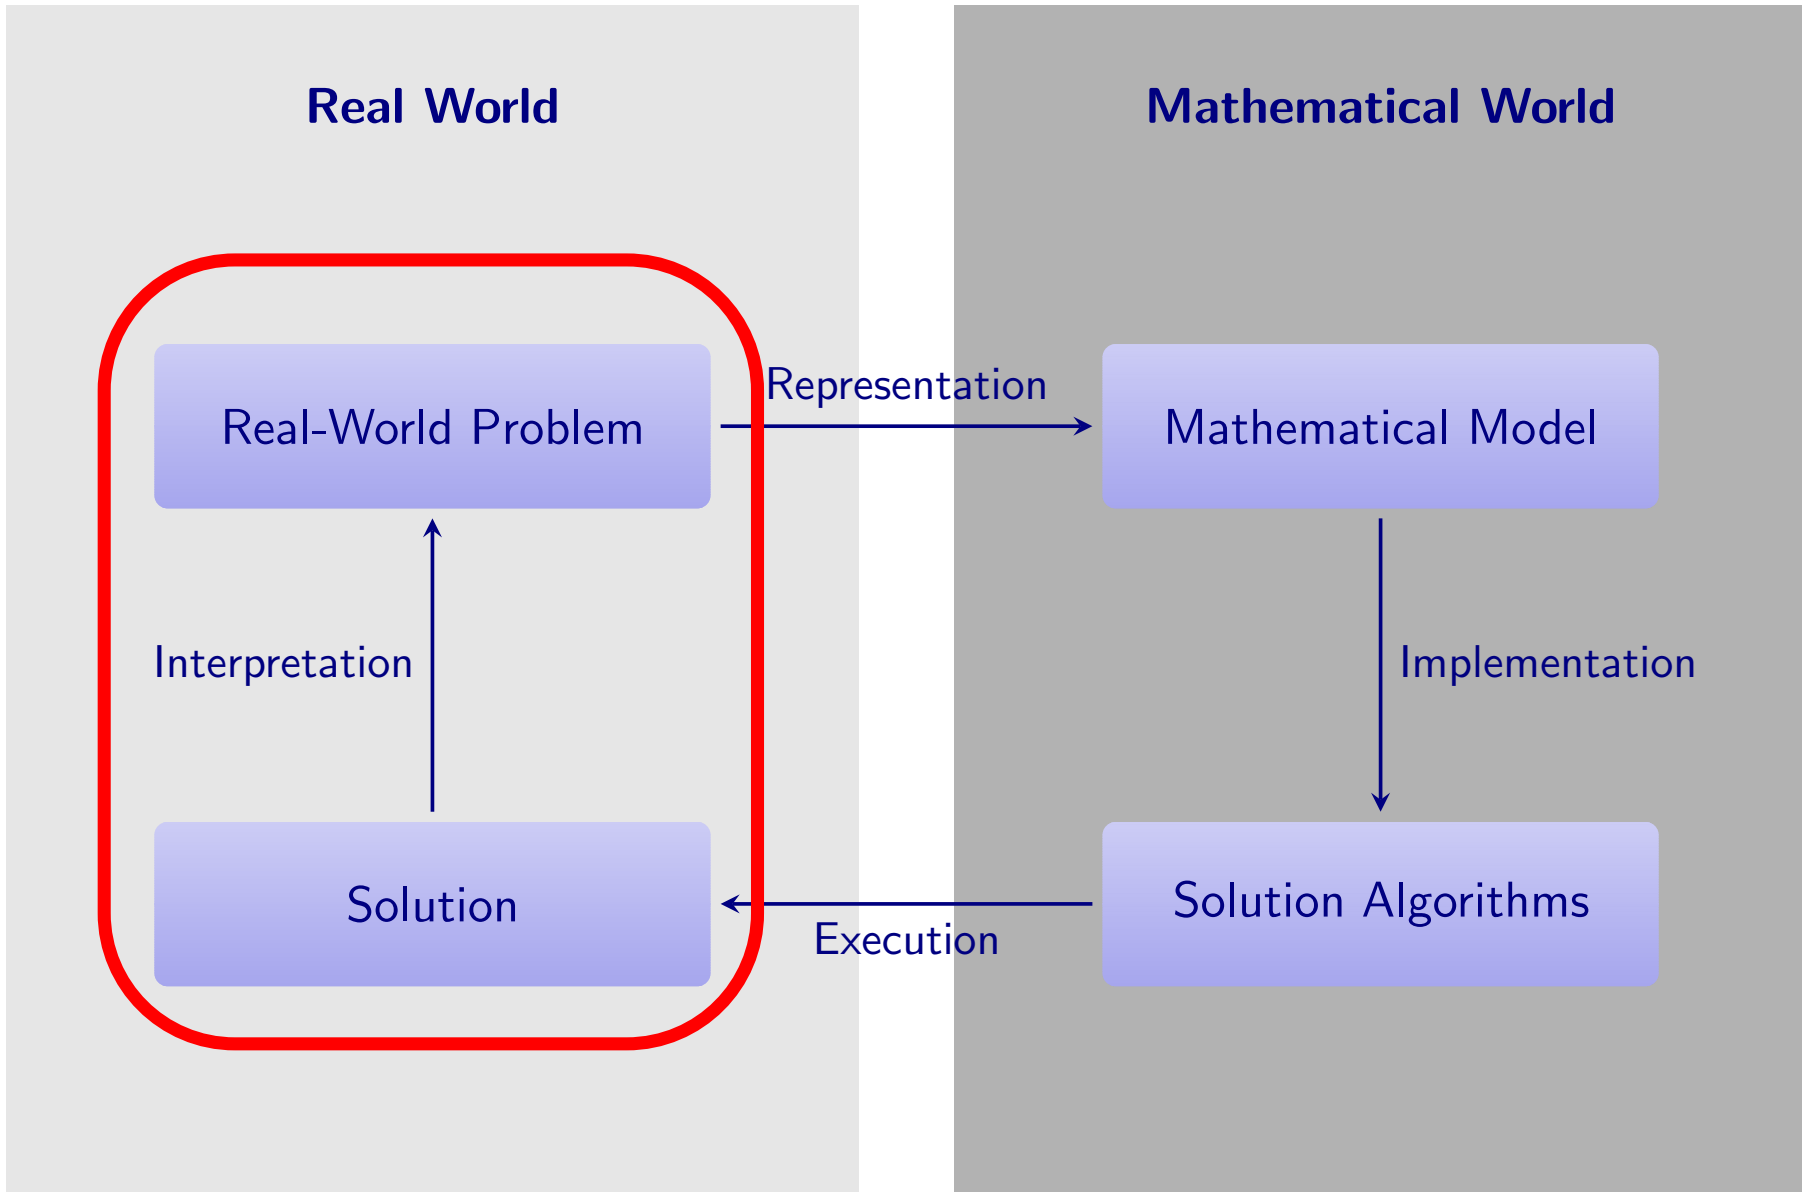 Real World
Mathematical World
Representation
Real-World Problem
Mathematical Model
Interpretation
Implementation
Solution
Solution Algorithms
Execution